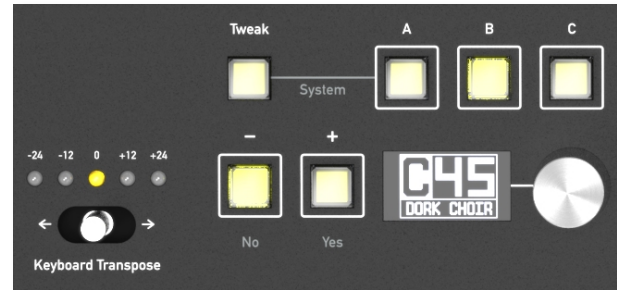 Tweak
A
B
C
System
-24 -12 0 +12 +24
- +
C45
DORK CHOIR
No
Yes
Keyboard Transpose